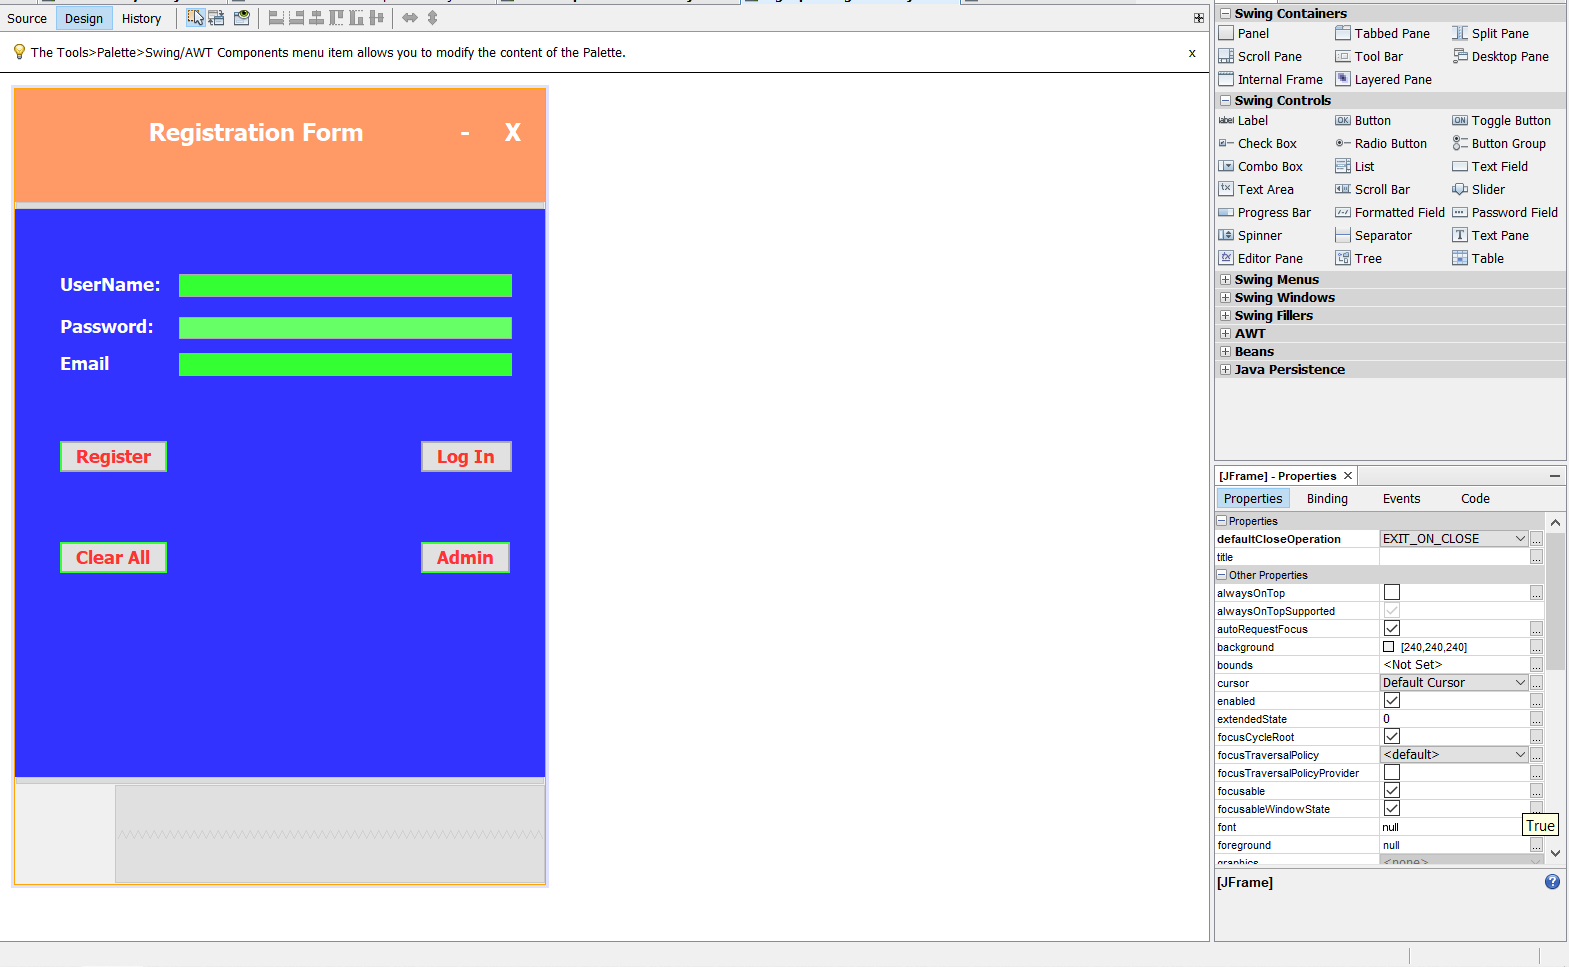 Source Design History
The Tools>Palette>Swing/AWT Components menu item allows you to modify the content of the Palette. x
Registration Form - X
UserName:
Password:
Email
Register Log In
Clear All Admin
Swing Containers
Panel Tabbed Pane Split Pane
Scroll Pane Tool Bar Desktop Pane
Internal Frame Layered Pane
Swing Controls
label Label OK Button ON Toggle Button
Check Box Radio Button Button Group
Combo Box List Text Field
Text Area Scroll Bar Slider
Progress Bar Formatted Field Password Field
Spinner Separator T Text Pane
Editor Pane Tree Table
Swing Menus
Swing Windows
Swing Fillers
AWT
Beans
Java Persistence
[JFrame] - Properties
Properties Binding Events Code
Properties
defaultCloseOperation EXIT_ON_CLOSE ...
title ...
Other Properties
alwaysOnTop ...
alwaysOnTopSupported
autoRequestFocus ...
background [240,240,240] ...
bounds <Not Set> ...
cursor Default Cursor ...
enabled ...
extendedState 0 ...
focusCycleRoot ...
focusTraversalPolicy <default> ...
focusTraversalPolicyProvider ...
focusable ...
focusableWindowState ...
font null
True
foreground null ...
graphics <none>
[JFrame] ?